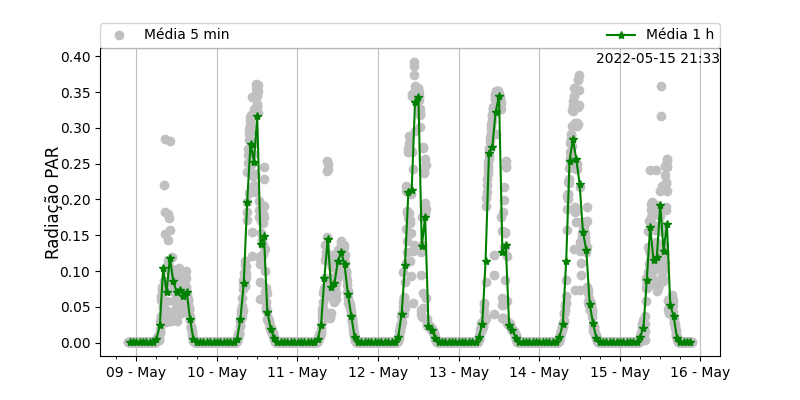 Média 5 min
Média 1 h
2022-05-15 21:33
Radiação PAR
0.40
0.35
0.30
0.25
0.20
0.15
0.10
0.05
0.00
09 - May
10 - May
11 - May
12 - May
13 - May
14 - May
15 - May
16 - May